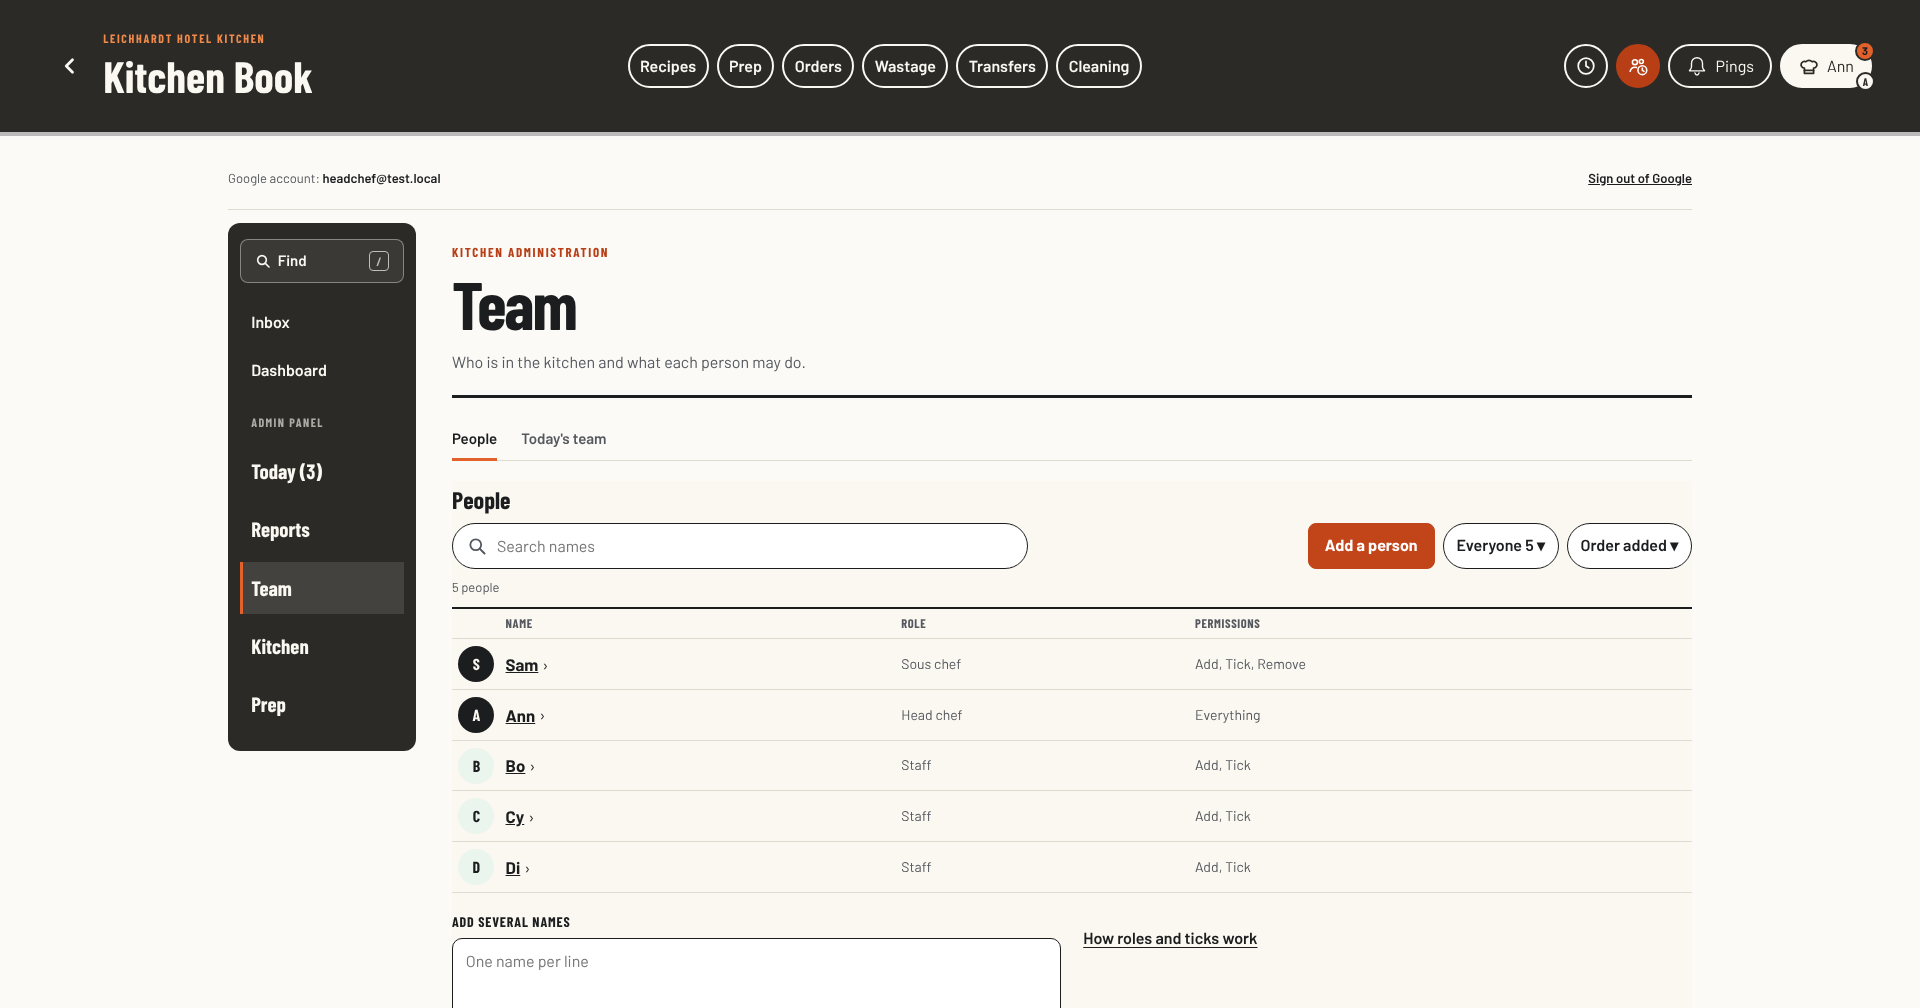 LEICHHARDT HOTEL KITCHEN
Kitchen Book
Recipes
Prep
Orders
Wastage
Transfers
Cleaning
Pings
Ann
3
A
Google account: headchef@test.local
Sign out of Google
Find
/
Inbox
Dashboard
ADMIN PANEL
Today (3)
Reports
Team
Kitchen
Prep
KITCHEN ADMINISTRATION
Team
Who is in the kitchen and what each person may do.
People
Today's team
People
Search names
Add a person
Everyone 5 ▾
Order added ▾
5 people
NAME ROLE PERMISSIONS
S Sam › Sous chef Add, Tick, Remove
A Ann › Head chef Everything
B Bo › Staff Add, Tick
C Cy › Staff Add, Tick
D Di › Staff Add, Tick
ADD SEVERAL NAMES
One name per line
How roles and ticks work